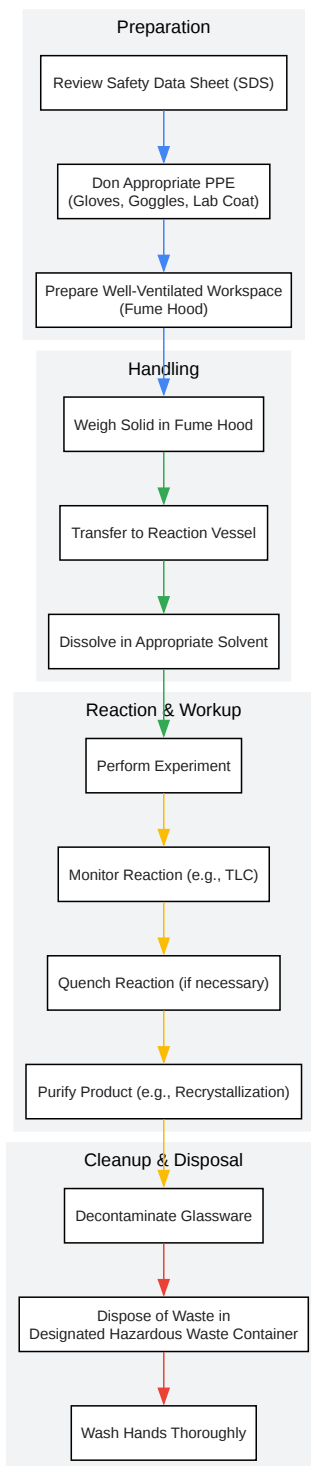 Preparation
Review Safety Data Sheet (SDS)
Don Appropriate PPE
(Gloves, Goggles, Lab Coat)
Prepare Well-Ventilated Workspace
(Fume Hood)
Handling
Weigh Solid in Fume Hood
Transfer to Reaction Vessel
Dissolve in Appropriate Solvent
Reaction & Workup
Perform Experiment
Monitor Reaction (e.g., TLC)
Quench Reaction (if necessary)
Purify Product (e.g., Recrystallization)
Cleanup & Disposal
Decontaminate Glassware
Dispose of Waste in
Designated Hazardous Waste Container
Wash Hands Thoroughly